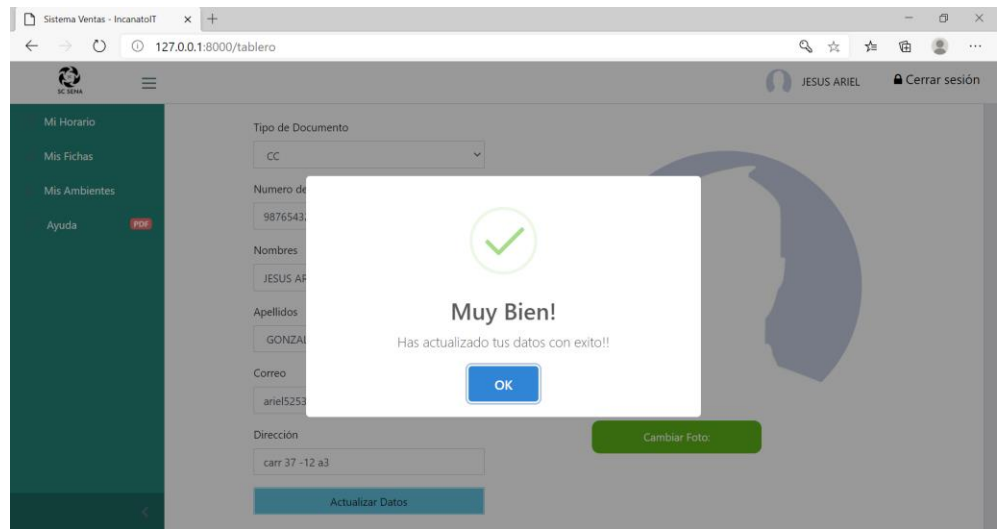 Sistema Ventas - IncanatoIT
127.0.0.1:8000/tablero
SC SENA
JESUS ARIEL
Cerrar sesión
Mi Horario
Mis Fichas
Mis Ambientes
Ayuda PDF
Tipo de Documento
CC
Numero de
9876543
Nombres
JESUS AR
Apellidos
GONZAL
Correo
ariel5253
Dirección
carr 37 -12 a3
Actualizar Datos
Muy Bien!
Has actualizado tus datos con exito!!
OK
Cambiar Foto: